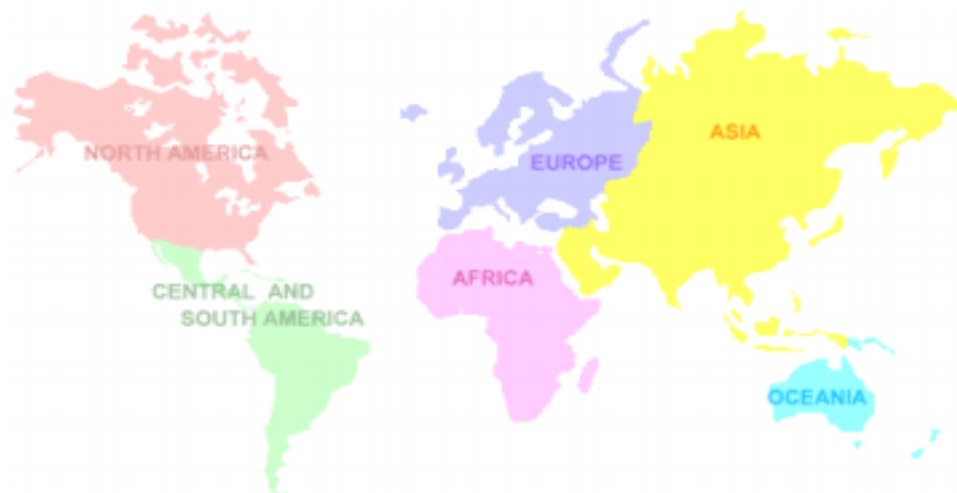 NORTH AMERICA
CENTRAL AND
SOUTH AMERICA
EUROPE
AFRICA
ASIA
OCEANIA